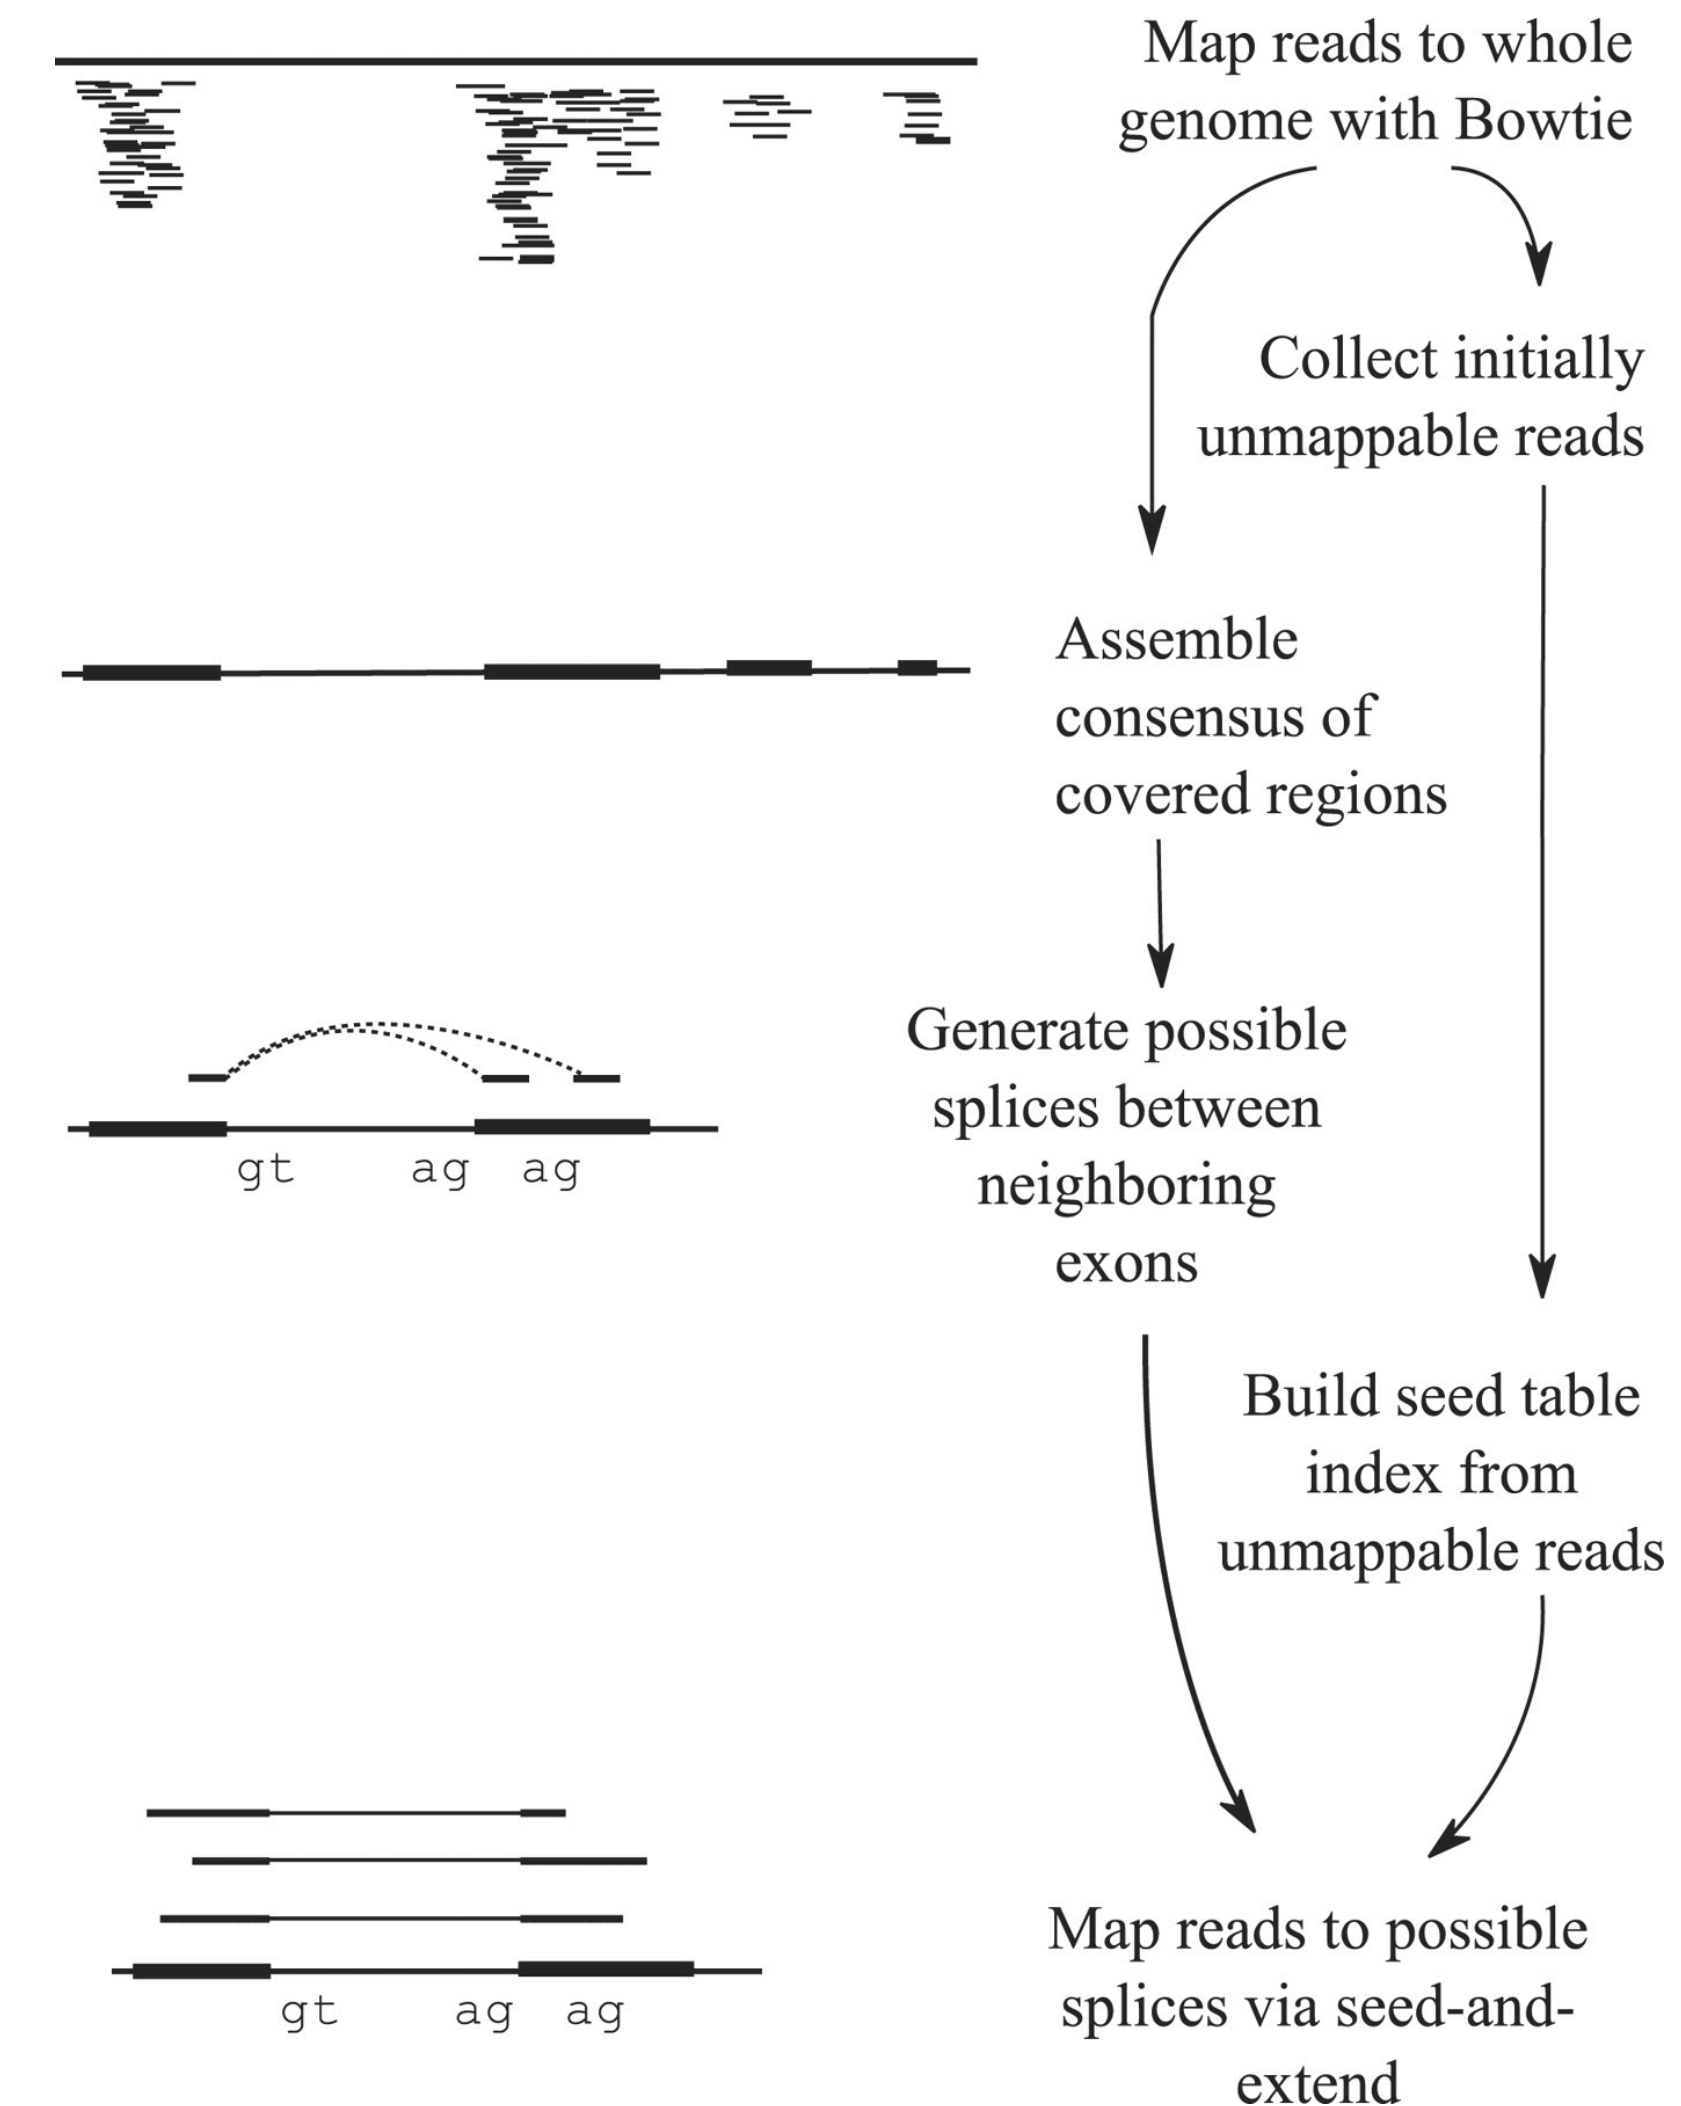 Map reads to whole
genome with Bowtie
Collect initially
unmappable reads
Assemble
consensus of
covered regions
Generate possible
splices between
neighboring
exons
gt ag ag
Build seed table
index from
unmappable reads
Map reads to possible
splices via seed-and-
extend
gt ag ag